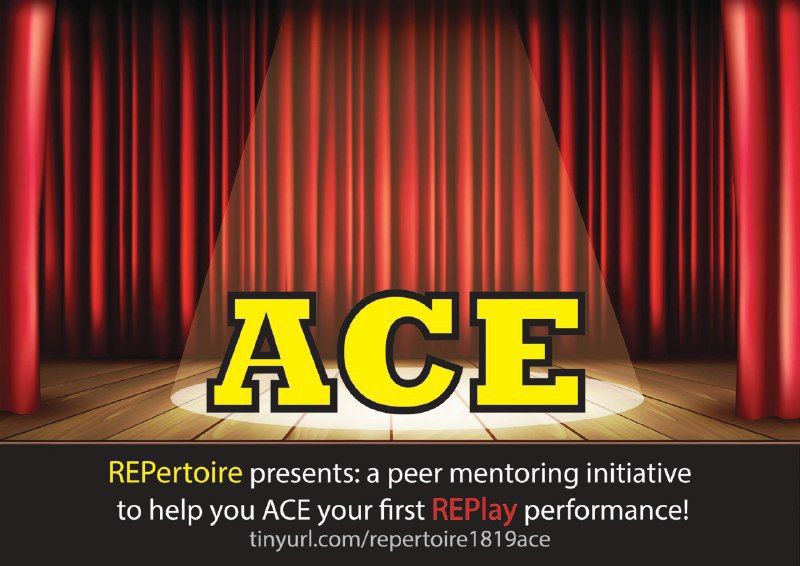 ACE
REPertoire presents: a peer mentoring initiative
to help you ACE your first REPlay performance!
tinyurl.com/repertoire1819ace